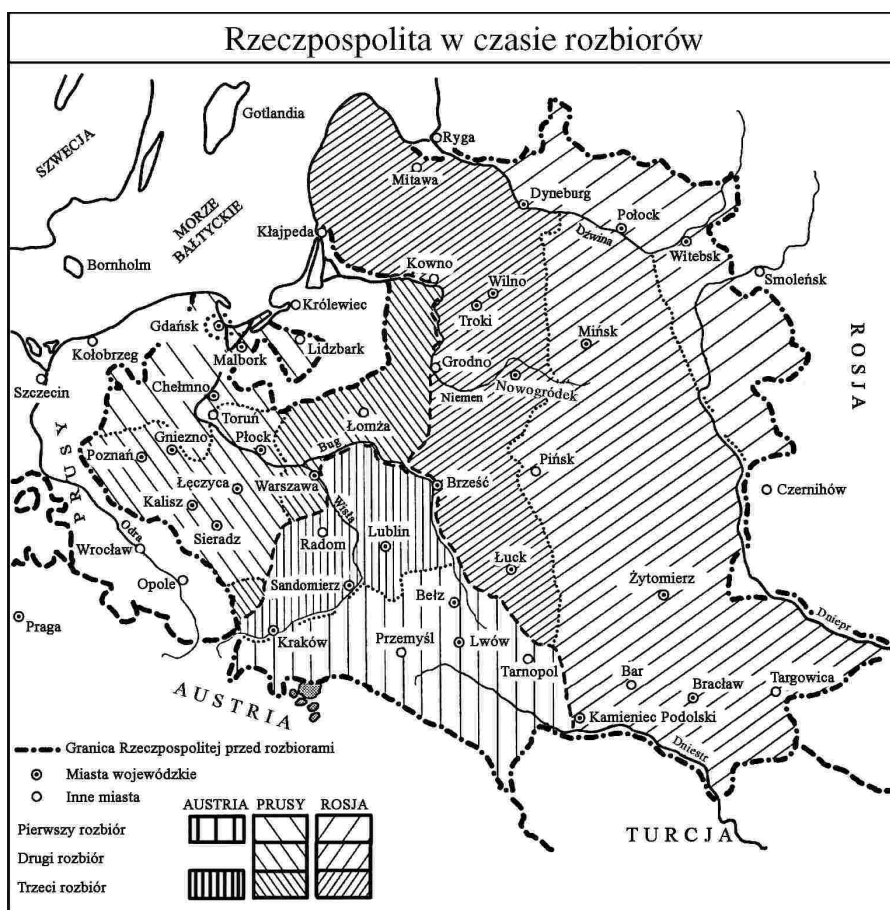 Rzeczpospolita w czasie rozbiorów
Gotlandia
SZWECJA
MORZE
BAŁTYCKIE
Bornholm
Ryga
Mitawa
Dyneburg
Połock
Dźwina
Witebsk
Smoleńsk
Kłajpeda
Kowno
Wilno
Troki
Królewiec
Gdańsk
Malbork
Lidzbark
Mińsk
ROSJA
Kołobrzeg
Szczecin
Grodno
Nowogródek
Niemen
Chełmno
Toruń
Łomża
Gniezno
Płock
Bug
Poznań
Pińsk
PRUSY
Łęczyca
Warszawa
Brześć
Czernihów
Kalisz
Wisła
Sieradz
Odra
Radom
Lublin
Wrocław
Łuck
Opole
Sandomierz
Żytomierz
Bełz
Praga
Kraków
Przemyśl
Lwów
Dniepr
Tarnopol
Bar
Targowica
Bracław
AUSTRIA
Kamieniec Podolski
Dniestr
TURCJA
Granica Rzeczpospolitej przed rozbiorami
Miasta wojewódzkie
Inne miasta
AUSTRIA PRUSY ROSJA
Pierwszy rozbiór
Drugi rozbiór
Trzeci rozbiór